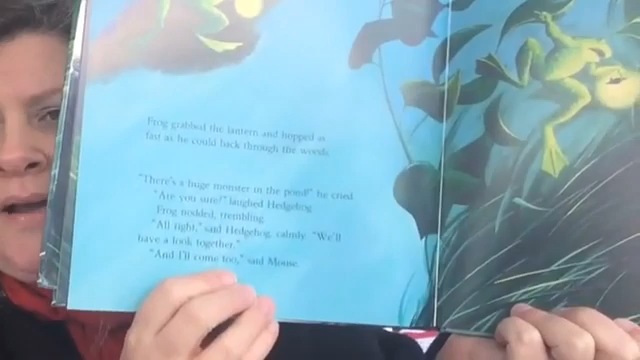 Frog grabbed the lantern and hopped as
fast as he could back through the woods.
"There's a huge monster in the pond!" he cried.
"Are you sure?" laughed Hedgehog.
Frog nodded, trembling.
"All right," said Hedgehog, calmly. "We'll
have a look together."
"And I'll come too," said Mouse.